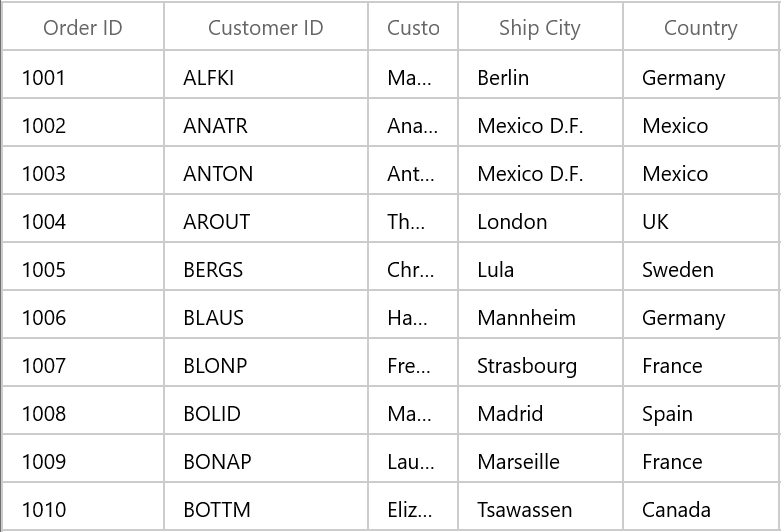 Order ID Customer ID Custo Ship City Country
1001 ALFKI Ma... Berlin Germany
1002 ANATR Ana... Mexico D.F. Mexico
1003 ANTON Ant... Mexico D.F. Mexico
1004 AROUT Th... London UK
1005 BERGS Chr... Lula Sweden
1006 BLAUS Ha... Mannheim Germany
1007 BLONP Fre... Strasbourg France
1008 BOLID Ma... Madrid Spain
1009 BONAP Lau... Marseille France
1010 BOTTM Eliz... Tsawassen Canada